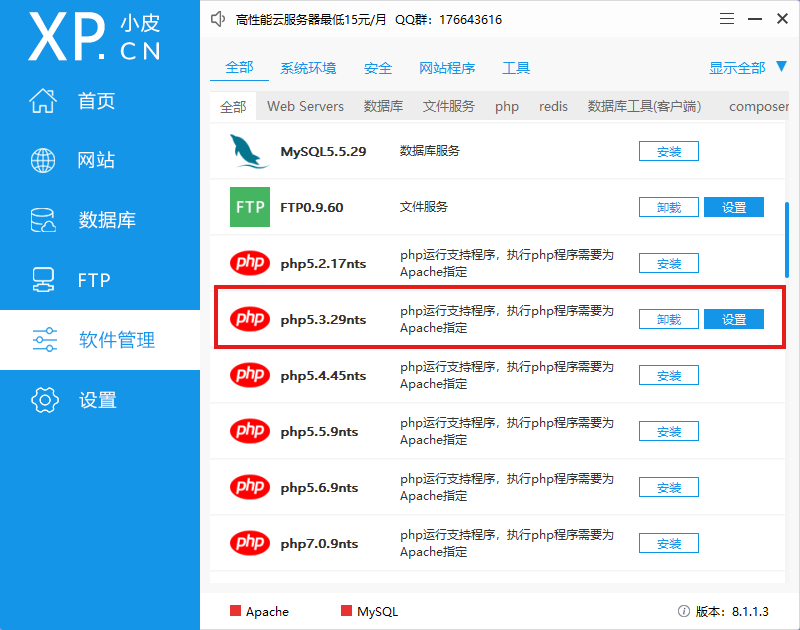 XP.小皮CN
首页
网站
数据库
FTP
软件管理
设置
高性能云服务器最低15元/月 QQ群：176643616
全部 系统环境 安全 网站程序 工具 显示全部
全部 Web Servers 数据库 文件服务 php redis 数据库工具(客户端) composer
MySQL5.5.29 数据库服务 安装
FTP FTP0.9.60 文件服务 卸载 设置
php php5.2.17nts php运行支持程序，执行php程序需要为 安装
Apache指定
php php5.3.29nts php运行支持程序，执行php程序需要为 卸载 设置
Apache指定
php php5.4.45nts php运行支持程序，执行php程序需要为 安装
Apache指定
php php5.5.9nts php运行支持程序，执行php程序需要为 安装
Apache指定
php php5.6.9nts php运行支持程序，执行php程序需要为 安装
Apache指定
php php7.0.9nts php运行支持程序，执行php程序需要为 安装
Apache指定
Apache MySQL 版本：8.1.1.3